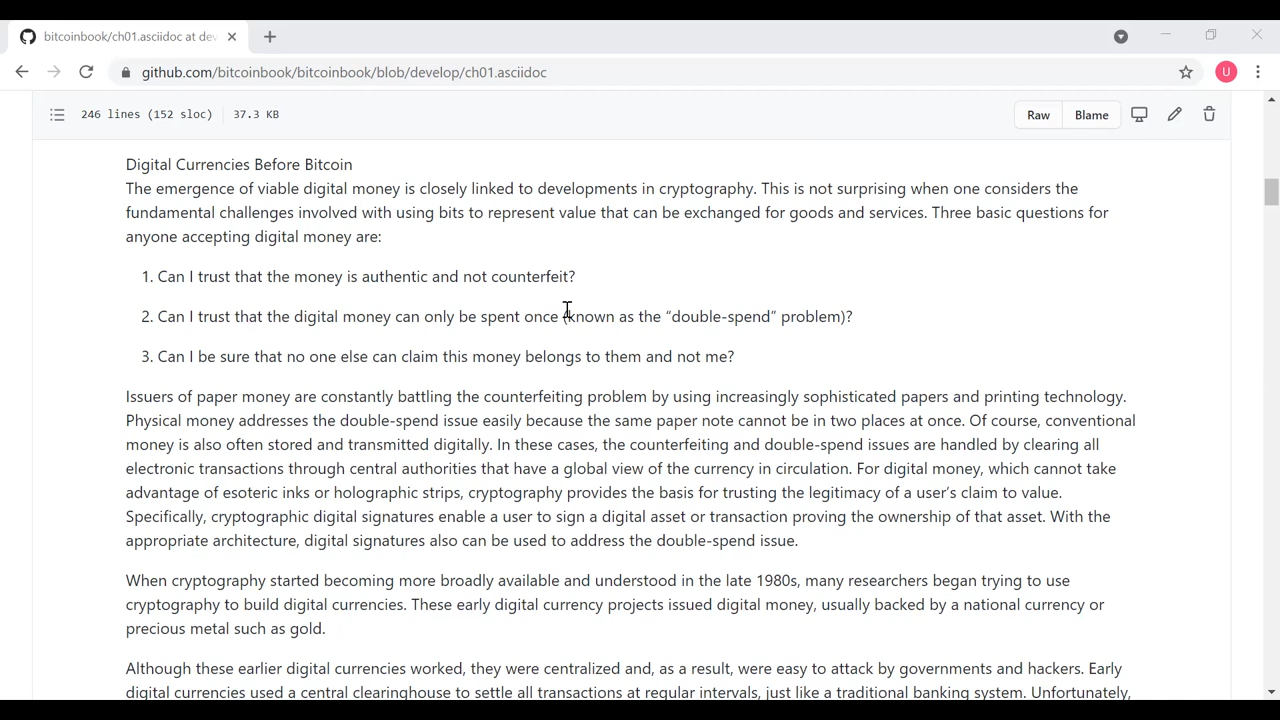 bitcoinbook/ch01.asciidoc at dev
github.com/bitcoinbook/bitcoinbook/blob/develop/ch01.asciidoc
U
246 lines (152 sloc)
37.3 KB
Raw
Blame
Digital Currencies Before Bitcoin
The emergence of viable digital money is closely linked to developments in cryptography. This is not surprising when one considers the
fundamental challenges involved with using bits to represent value that can be exchanged for goods and services. Three basic questions for
anyone accepting digital money are:
1. Can I trust that the money is authentic and not counterfeit?
2. Can I trust that the digital money can only be spent once (known as the “double-spend” problem)?
3. Can I be sure that no one else can claim this money belongs to them and not me?
Issuers of paper money are constantly battling the counterfeiting problem by using increasingly sophisticated papers and printing technology.
Physical money addresses the double-spend issue easily because the same paper note cannot be in two places at once. Of course, conventional
money is also often stored and transmitted digitally. In these cases, the counterfeiting and double-spend issues are handled by clearing all
electronic transactions through central authorities that have a global view of the currency in circulation. For digital money, which cannot take
advantage of esoteric inks or holographic strips, cryptography provides the basis for trusting the legitimacy of a user’s claim to value.
Specifically, cryptographic digital signatures enable a user to sign a digital asset or transaction proving the ownership of that asset. With the
appropriate architecture, digital signatures also can be used to address the double-spend issue.
When cryptography started becoming more broadly available and understood in the late 1980s, many researchers began trying to use
cryptography to build digital currencies. These early digital currency projects issued digital money, usually backed by a national currency or
precious metal such as gold.
Although these earlier digital currencies worked, they were centralized and, as a result, were easy to attack by governments and hackers. Early
digital currencies used a central clearinghouse to settle all transactions at regular intervals, just like a traditional banking system. Unfortunately,